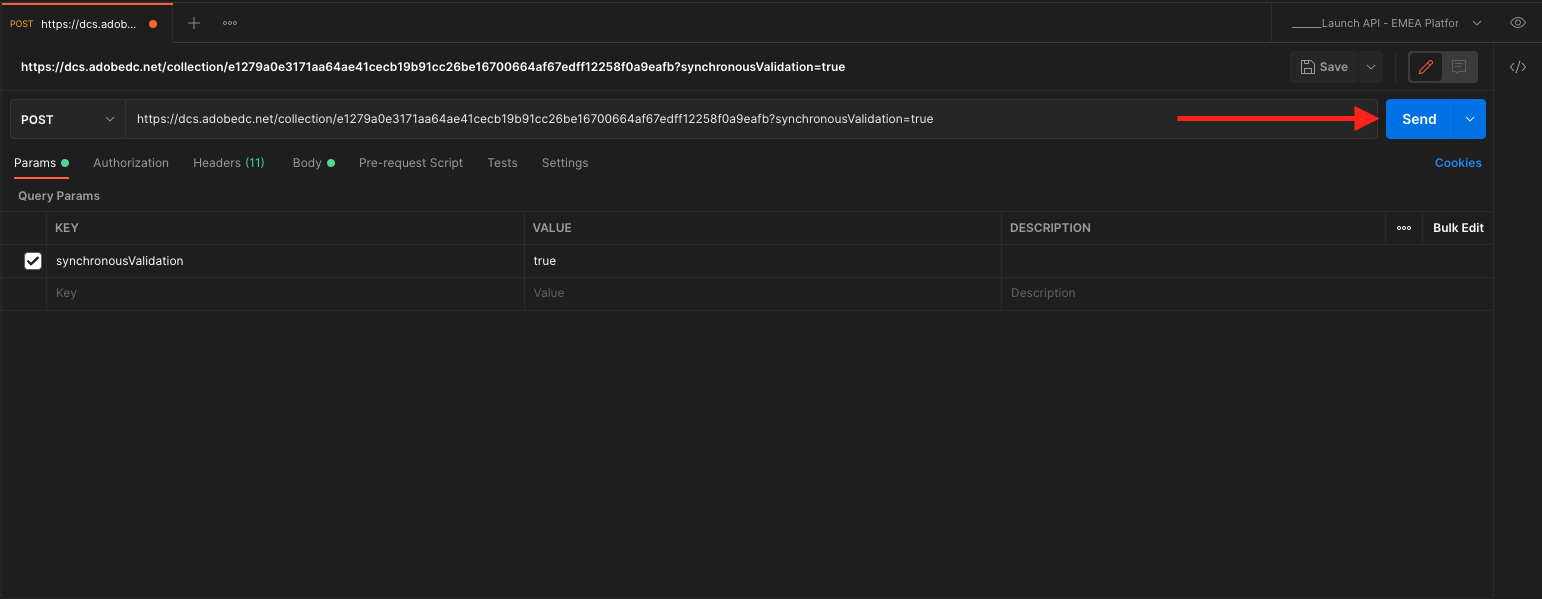 POST https://dcs.adob...
______Launch API - EMEA Platfor
https://dcs.adobedc.net/collection/e1279a0e3171aa64ae41cecb19b91cc26be16700664af67edff12258f0a9eafb?synchronousValidation=true
Save
POST https://dcs.adobedc.net/collection/e1279a0e3171aa64ae41cecb19b91cc26be16700664af67edff12258f0a9eafb?synchronousValidation=true Send
Params Authorization Headers (11) Body Pre-request Script Tests Settings Cookies
Query Params
KEY VALUE DESCRIPTION Bulk Edit
synchronousValidation true
Key Value Description